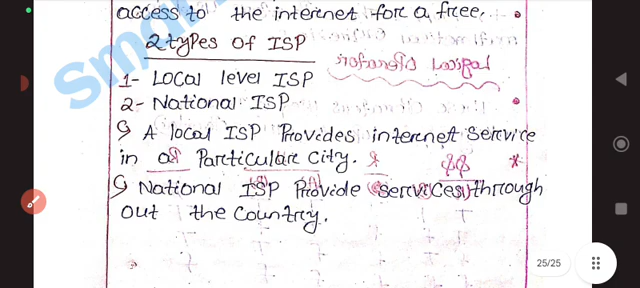 access to the internet for a free.
2 types of ISP
1- Local level ISP
2- National ISP
A local ISP Provides internet Service
in a Particular City.
National ISP Provide services through
out the Country.
25/25